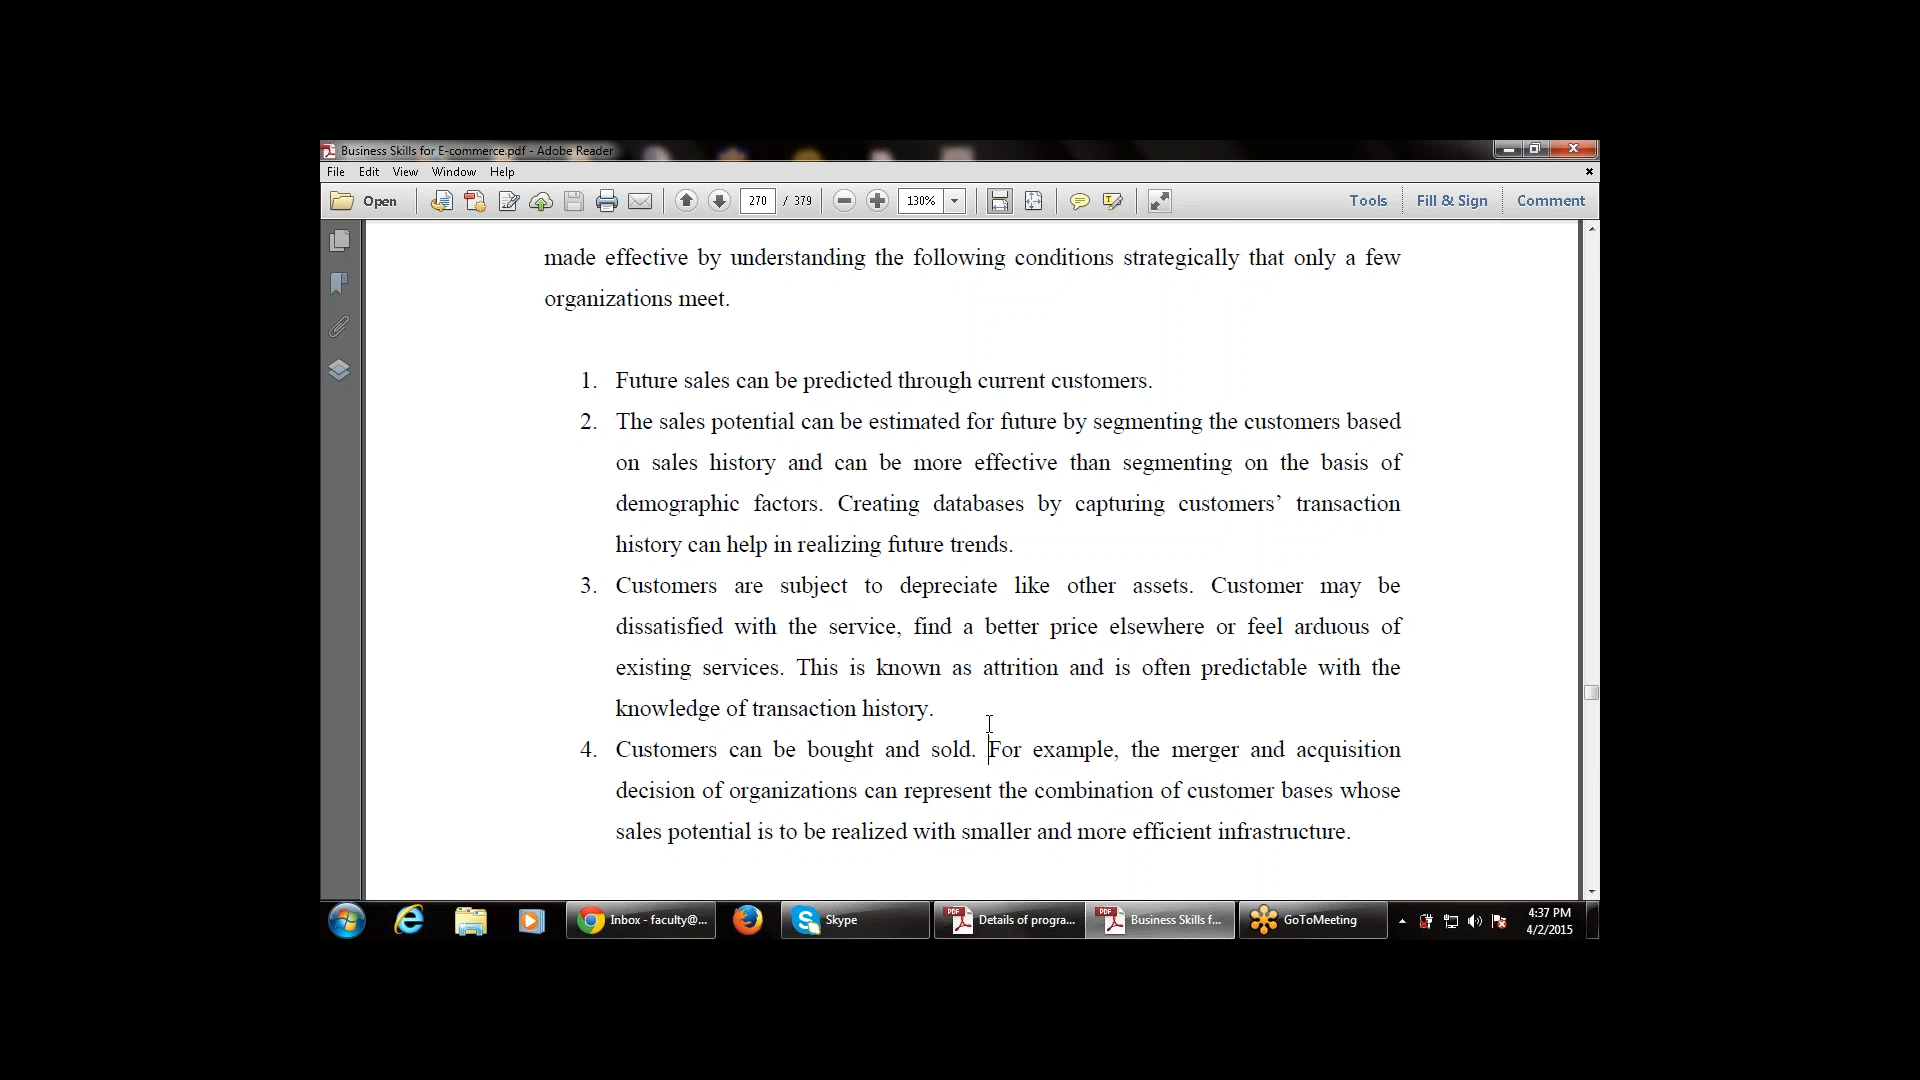 Business Skills for E-commerce.pdf - Adobe Reader
File Edit View Window Help
Open 270 / 379 130% Tools Fill & Sign Comment
made effective by understanding the following conditions strategically that only a few
organizations meet.
1. Future sales can be predicted through current customers.
2. The sales potential can be estimated for future by segmenting the customers based
on sales history and can be more effective than segmenting on the basis of
demographic factors. Creating databases by capturing customers’ transaction
history can help in realizing future trends.
3. Customers are subject to depreciate like other assets. Customer may be
dissatisfied with the service, find a better price elsewhere or feel arduous of
existing services. This is known as attrition and is often predictable with the
knowledge of transaction history.
4. Customers can be bought and sold. For example, the merger and acquisition
decision of organizations can represent the combination of customer bases whose
sales potential is to be realized with smaller and more efficient infrastructure.
Inbox - faculty@... Skype Details of progra... Business Skills f... GoToMeeting 4:37 PM
4/2/2015